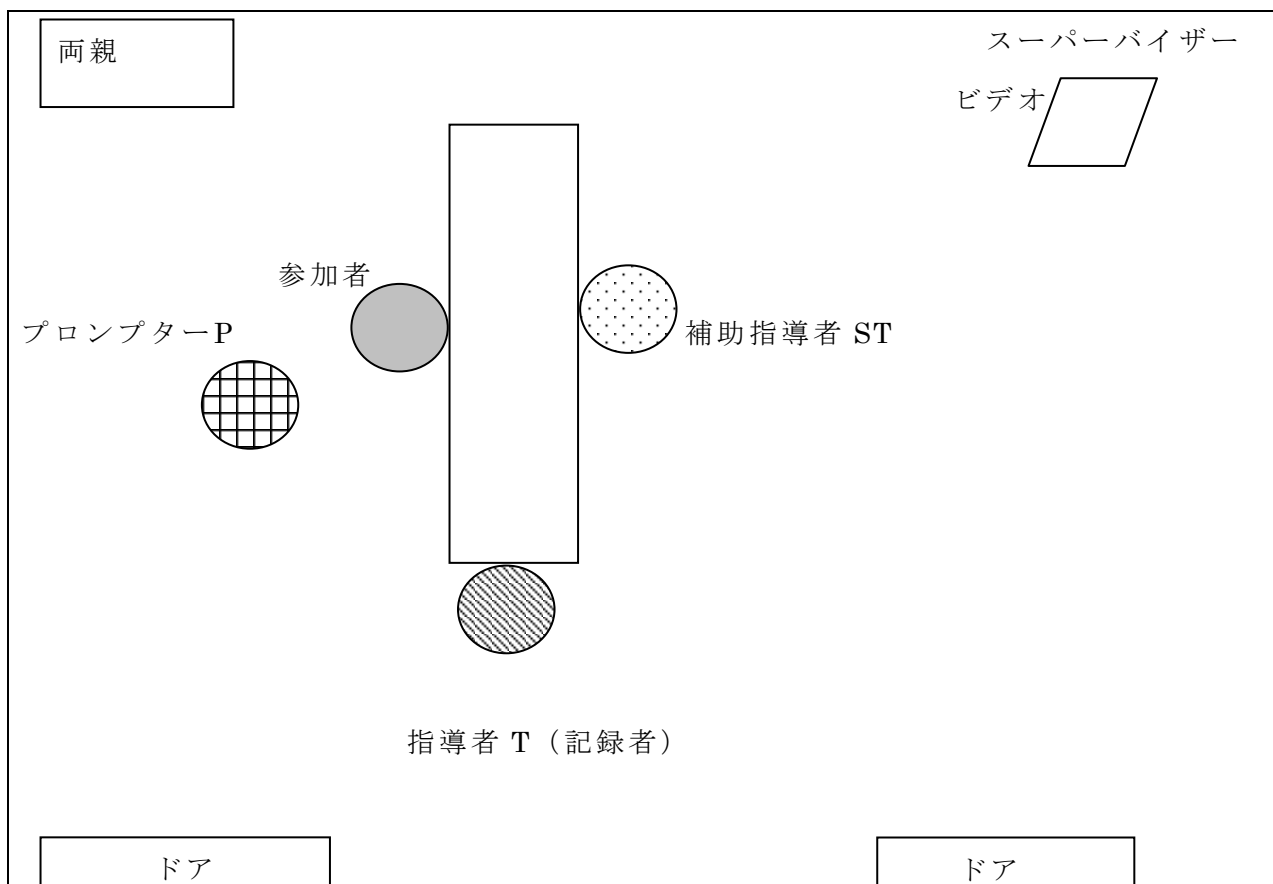 両親
スーパーバイザー
ビデオ
参加者
プロンプターP
補助指導者 ST
指導者 T（記録者）
ドア
ドア